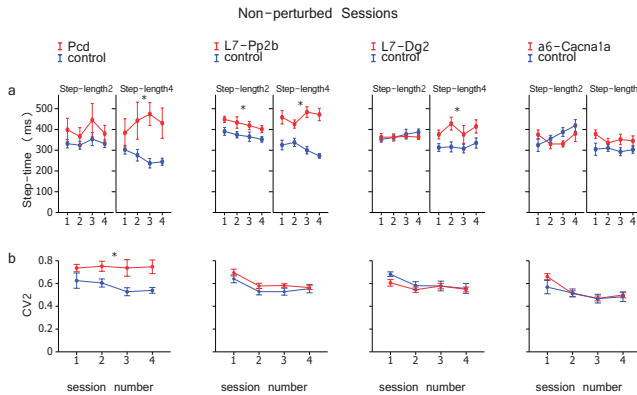 Non-perturbed Sessions
Pcd L7-Pp2b L7-Dg2 a6-Cacna1a
control control control control
a Step-length2 Step-length4 Step-length2 Step-length4 Step-length2 Step-length4 Step-length2 Step-length4
* * * *
Step-time (ms)
500
400
300
200
100
0
1 2 3 4 1 2 3 4 1 2 3 4 1 2 3 4 1 2 3 4 1 2 3 4 1 2 3 4 1 2 3 4
b
*
CV2
0.8
0.6
0.4
0.2
0
1 2 3 4 1 2 3 4 1 2 3 4 1 2 3 4
session number session number session number session number